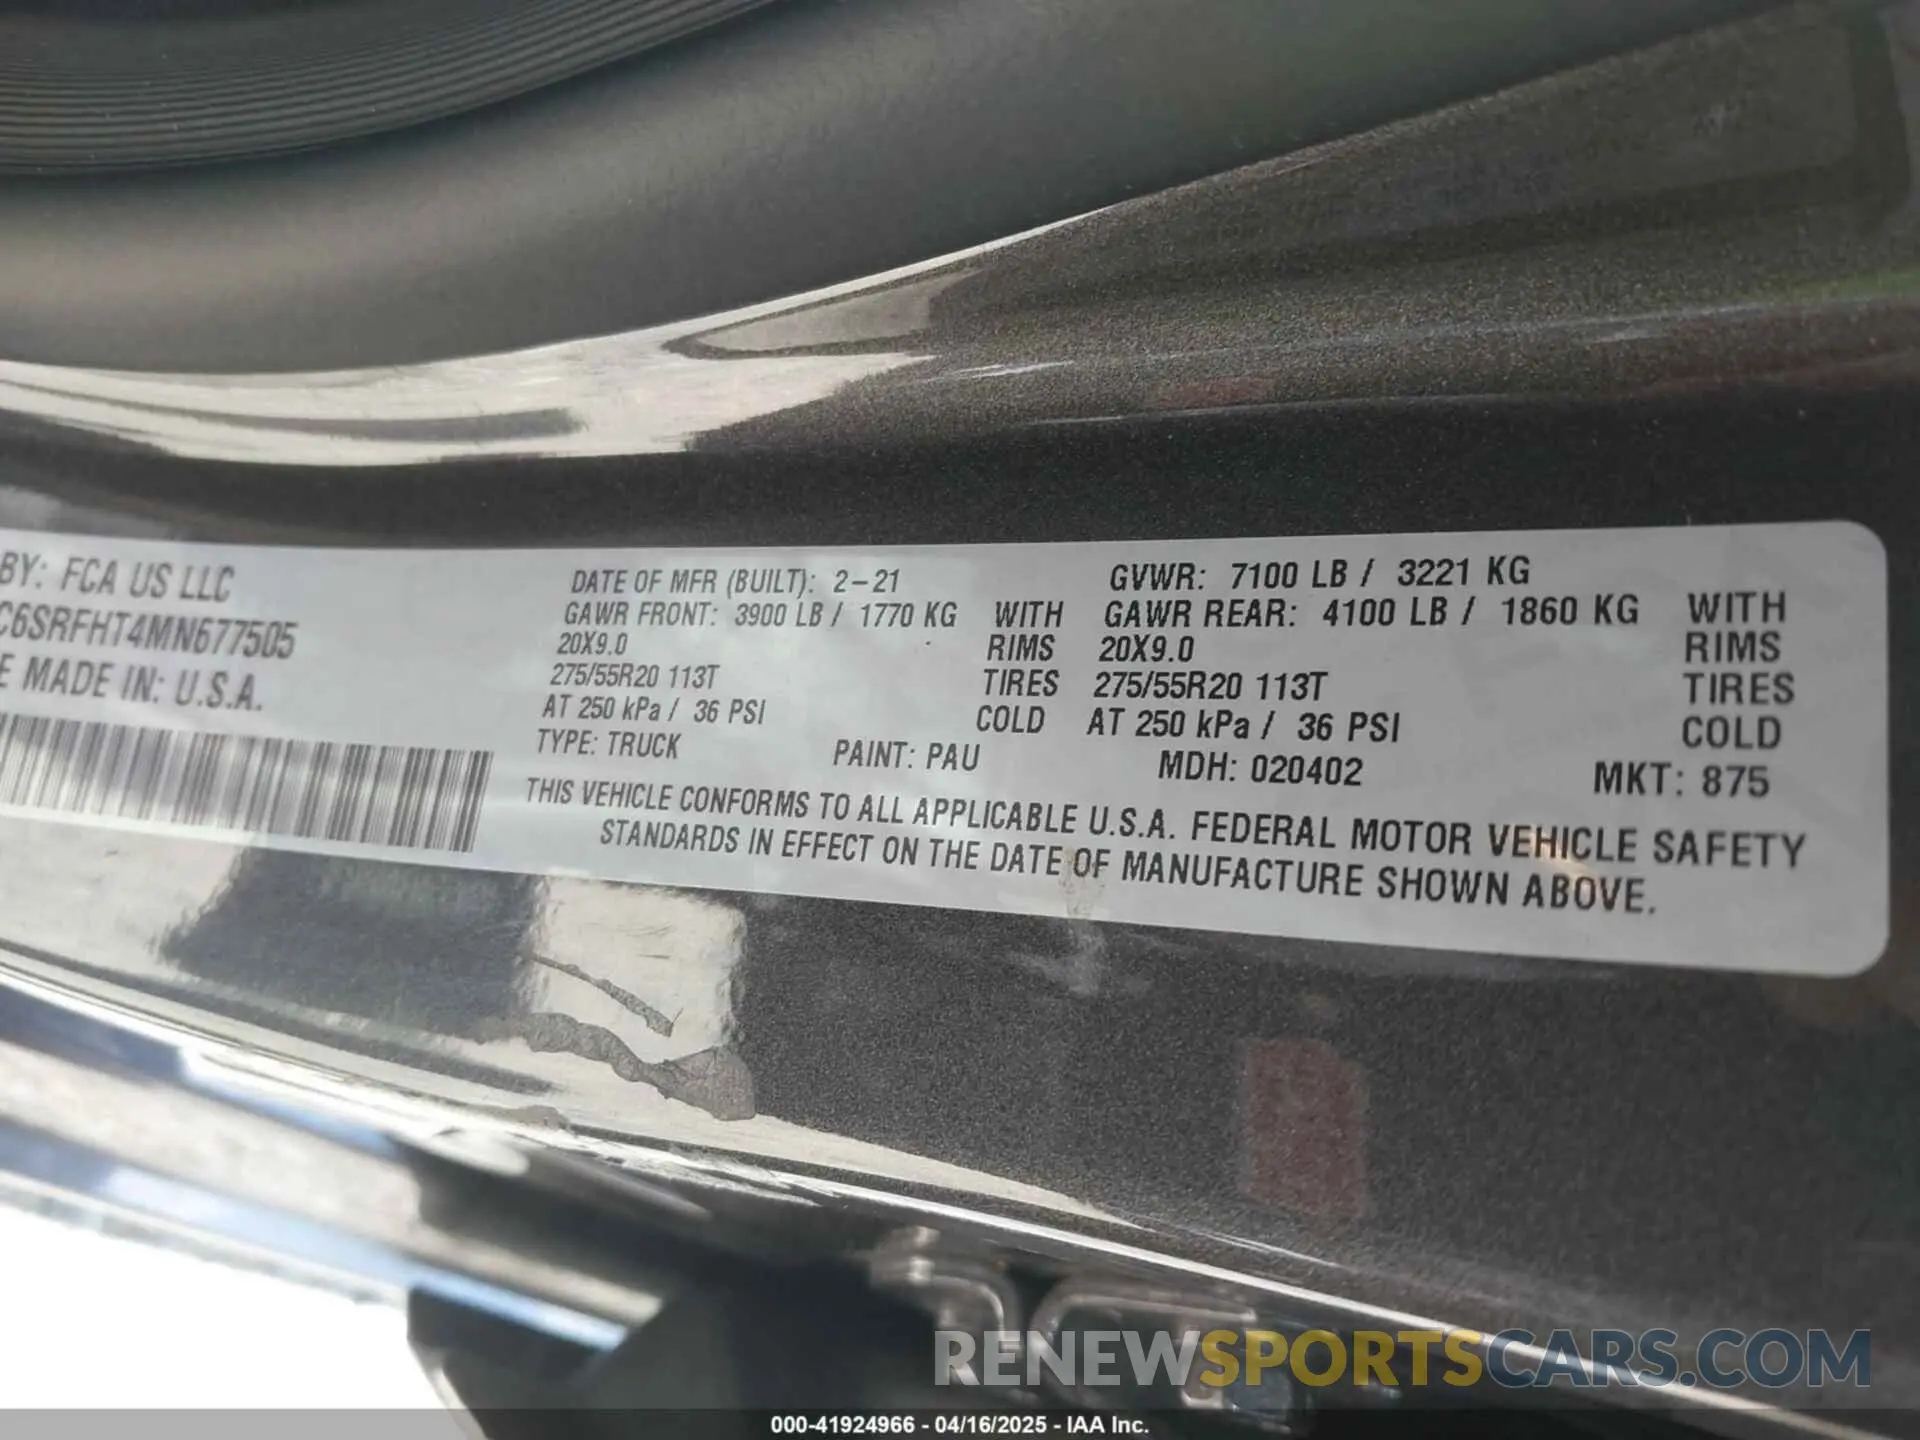 BY: FCA US LLC
C6SRFHT4MN677505
E MADE IN: U.S.A.
DATE OF MFR (BUILT): 2-21 GVWR: 7100 LB / 3221 KG
GAWR FRONT: 3900 LB / 1770 KG WITH GAWR REAR: 4100 LB / 1860 KG WITH
20X9.0 RIMS 20X9.0 RIMS
275/55R20 113T TIRES 275/55R20 113T TIRES
AT 250 kPa / 36 PSI COLD AT 250 kPa / 36 PSI COLD
TYPE: TRUCK PAINT: PAU MDH: 020402 MKT: 875
THIS VEHICLE CONFORMS TO ALL APPLICABLE U.S.A. FEDERAL MOTOR VEHICLE SAFETY
STANDARDS IN EFFECT ON THE DATE OF MANUFACTURE SHOWN ABOVE.
RENEWSPORTSCARS.COM
000-41924966 - 04/16/2025 - IAA Inc.